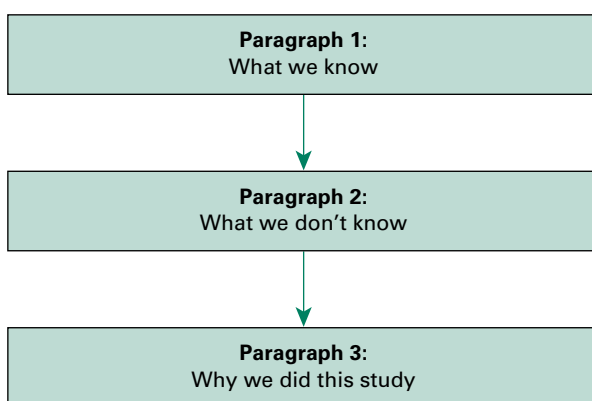 Paragraph 1:
What we know
Paragraph 2:
What we don't know
Paragraph 3:
Why we did this study